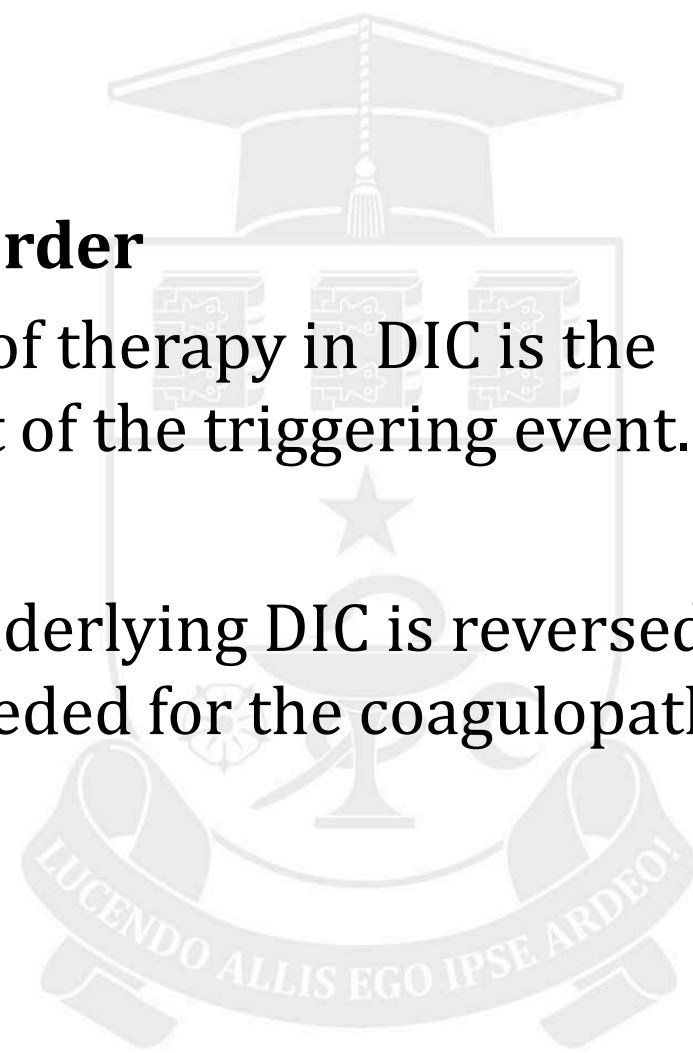 rder
of therapy in DIC is the
t of the triggering event.
derlying DIC is reversed
eded for the coagulopath
LUCENDO ALLIS EGO IPSE ARDEO!